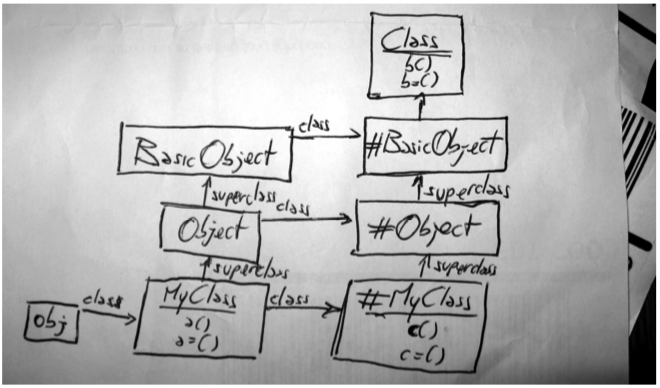 Class
b()
b=()
BasicObject
class
#BasicObject
superclass
superclass
Object
class
#Object
superclass
superclass
obj
class
MyClass
a()
a=()
class
#MyClass
c()
c=()